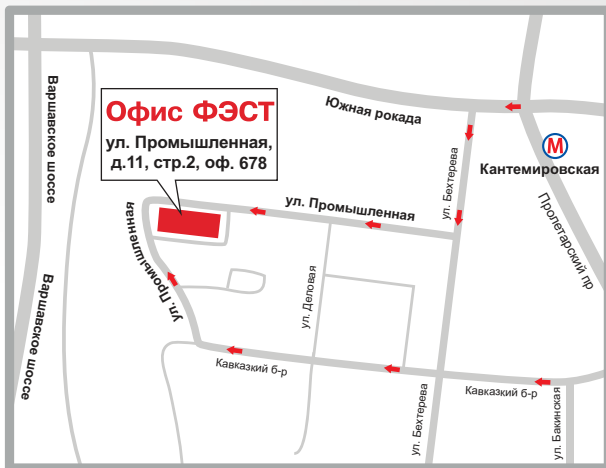 Офис ФЭСТ
ул. Промышленная,
д.11, стр.2, оф. 678
Варшавское шоссе
Варшавское шоссе
Южная рокада
М
Кантемировская
Пролетарский пр
ул. Бехтерева
ул. Промышленная
ул. Промышленная
ул. Деловая
Кавказкий б-р
Кавказкий б-р
ул. Бехтерева
ул. Бакинская